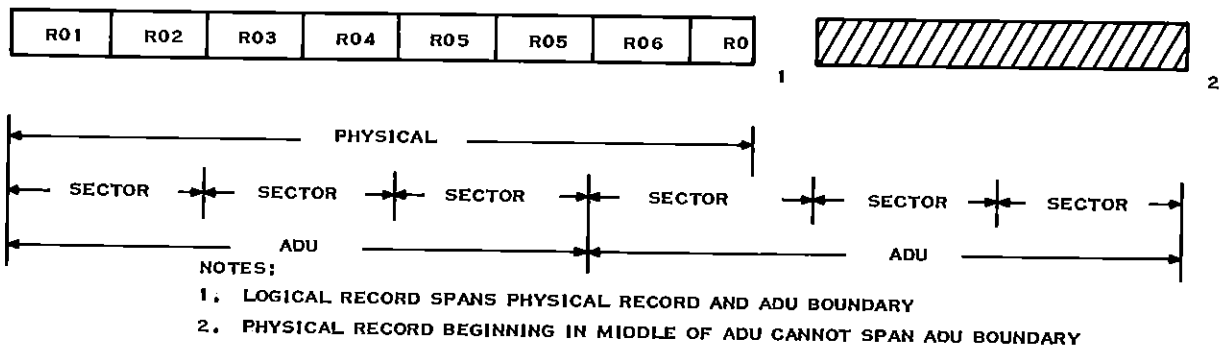 R01 R02 R03 R04 R05 R05 R06 R0
1 2
PHYSICAL
SECTOR SECTOR SECTOR SECTOR SECTOR SECTOR
ADU ADU
NOTES:
1. LOGICAL RECORD SPANS PHYSICAL RECORD AND ADU BOUNDARY
2. PHYSICAL RECORD BEGINNING IN MIDDLE OF ADU CANNOT SPAN ADU BOUNDARY